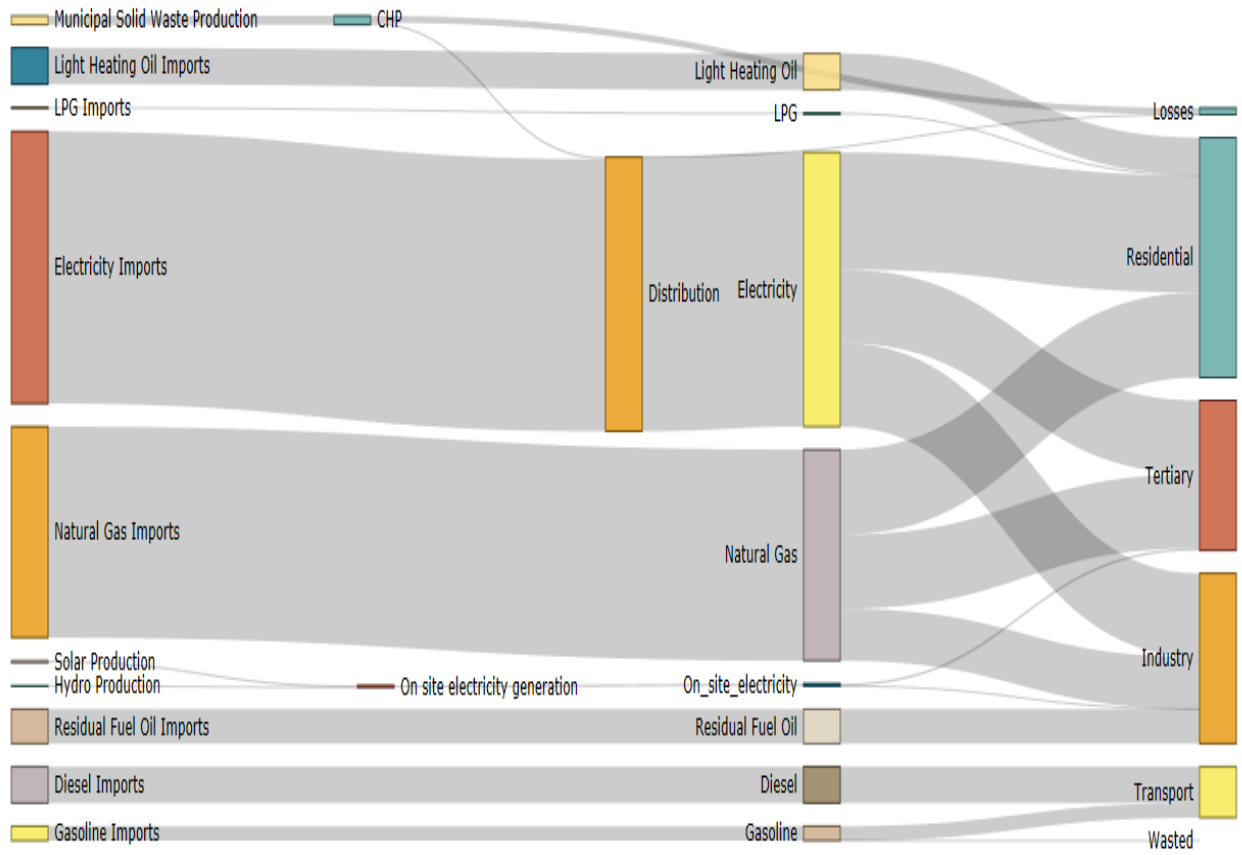 Municipal Solid Waste Production
CHP
Light Heating Oil Imports
Light Heating Oil
LPG Imports
LPG
Losses
Electricity Imports
Distribution
Electricity
Residential
Natural Gas Imports
Natural Gas
Tertiary
Solar Production
Hydro Production
On site electricity generation
On_site_electricity
Industry
Residual Fuel Oil Imports
Residual Fuel Oil
Diesel Imports
Diesel
Transport
Gasoline Imports
Gasoline
Wasted